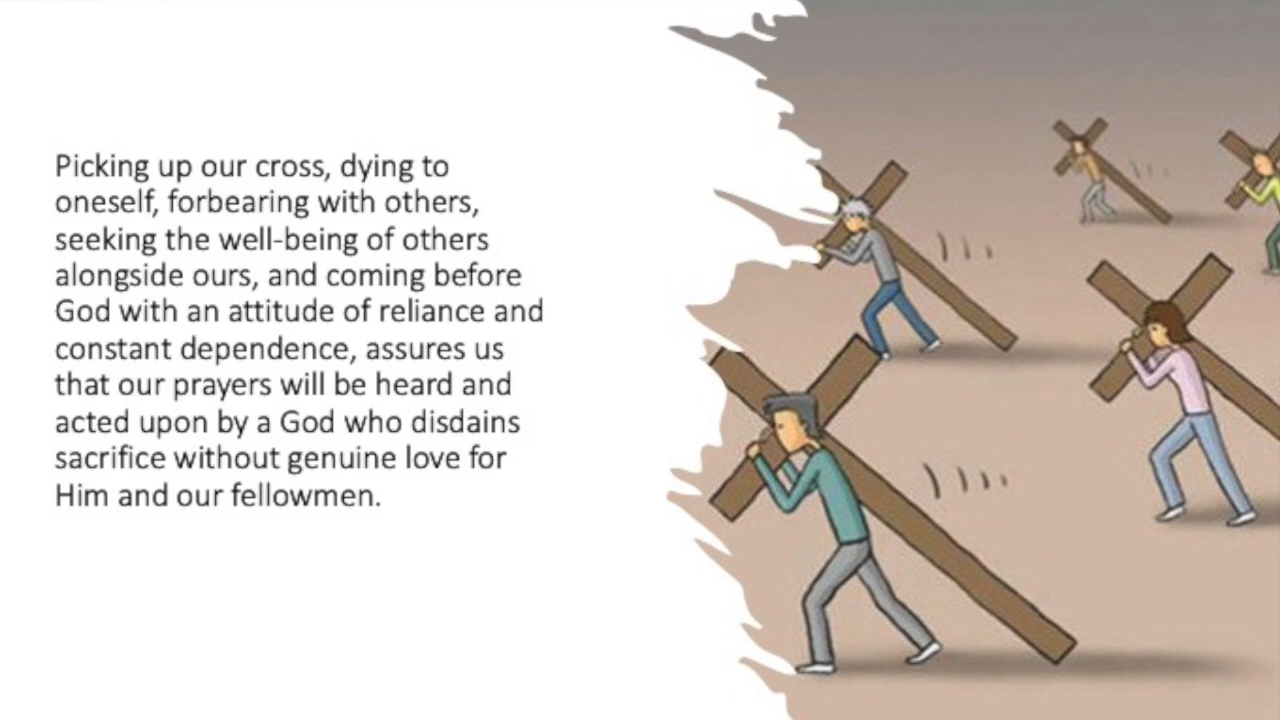 Picking up our cross, dying to
oneself, forbearing with others,
seeking the well-being of others
alongside ours, and coming before
God with an attitude of reliance and
constant dependence, assures us
that our prayers will be heard and
acted upon by a God who disdains
sacrifice without genuine love for
Him and our fellowmen.